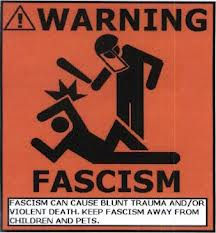 WARNING
FASCISM
FASCISM CAN CAUSE BLUNT TRAUMA AND/OR
VIOLENT DEATH. KEEP FASCISM AWAY FROM
CHILDREN AND PETS.